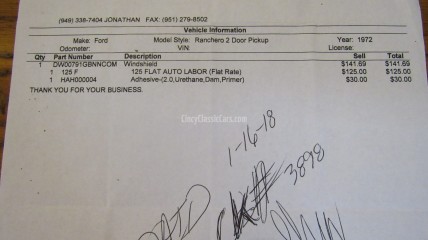 (949) 338-7404 JONATHAN FAX: (951) 279-8502
Vehicle Information
Make: Ford Model Style: Ranchero 2 Door Pickup Year: 1972
Odometer: VIN: License:
Qty Part Number Description Sell Total
1 DW00791GBNNCOM Windshield $141.69 $141.69
1 125 F 125 FLAT AUTO LABOR (Flat Rate) $125.00 $125.00
1 HAH000004 Adhesive-(2.0,Urethane,Dam,Primer) $30.00 $30.00
THANK YOU FOR YOUR BUSINESS.
ClacyClassicCars.com
1-16-18
PAID CK# 3898